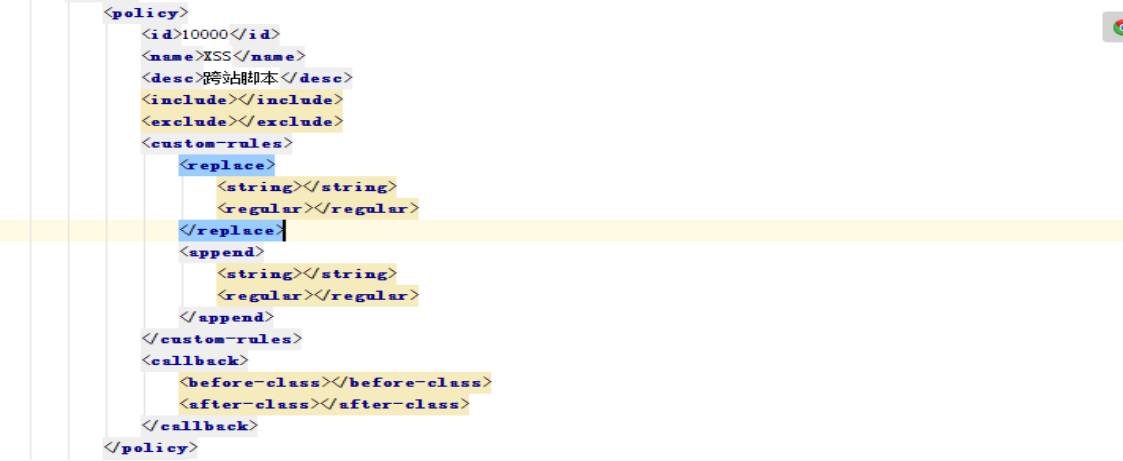 <policy>
<id>10000</id>
<name>XSS</name>
<desc>跨站脚本</desc>
<include></include>
<exclude></exclude>
<custom-rules>
<replace>
<string></string>
<regular></regular>
</replace>
<append>
<string></string>
<regular></regular>
</append>
</custom-rules>
<callback>
<before-class></before-class>
<after-class></after-class>
</callback>
</policy>